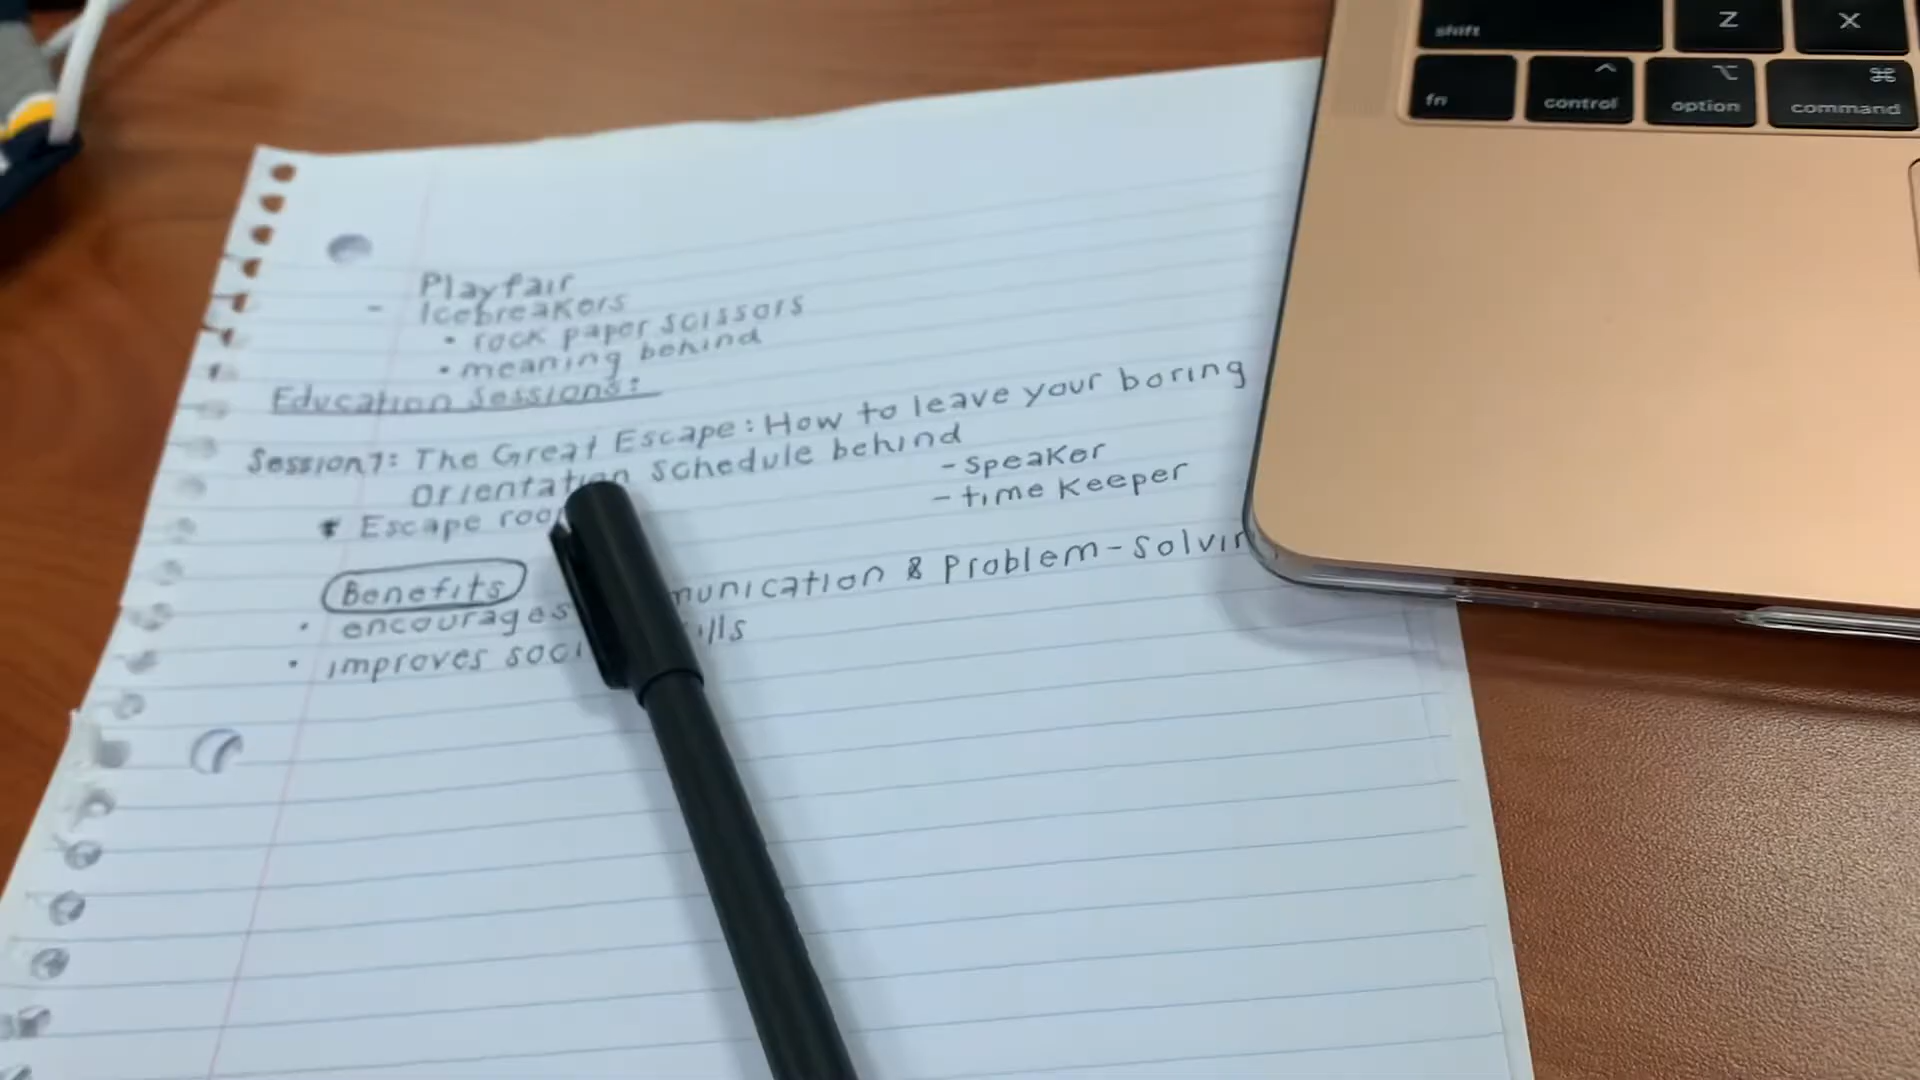 Playfair
- Icebreakers
• rock paper scissors
• meaning behind
Education Sessions:
Session 1: The Great Escape: How to leave your boring
orientation schedule behind
- speaker
- time keeper
* Escape roo
Benefits
• encourages munication & Problem-solvin
• improves soci ills
shift
Z
X
fn
control
option
command